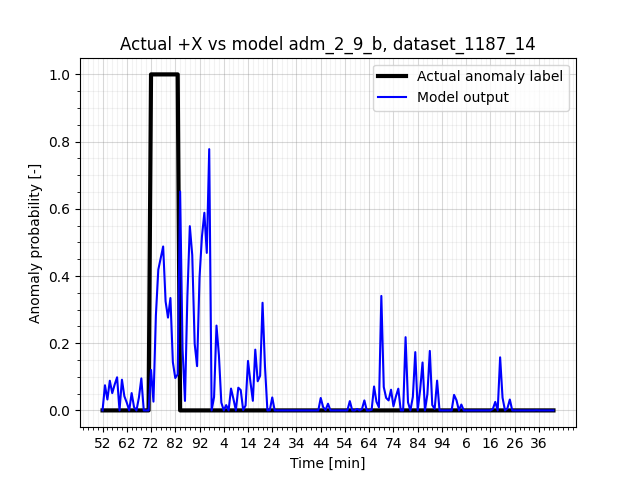 Actual +X vs model adm_2_9_b, dataset_1187_14
Actual anomaly label
Model output
Anomaly probability [-]
1.0
0.8
0.6
0.4
0.2
0.0
52 62 72 82 92 4 14 24 34 44 54 64 74 84 94 6 16 26 36
Time [min]